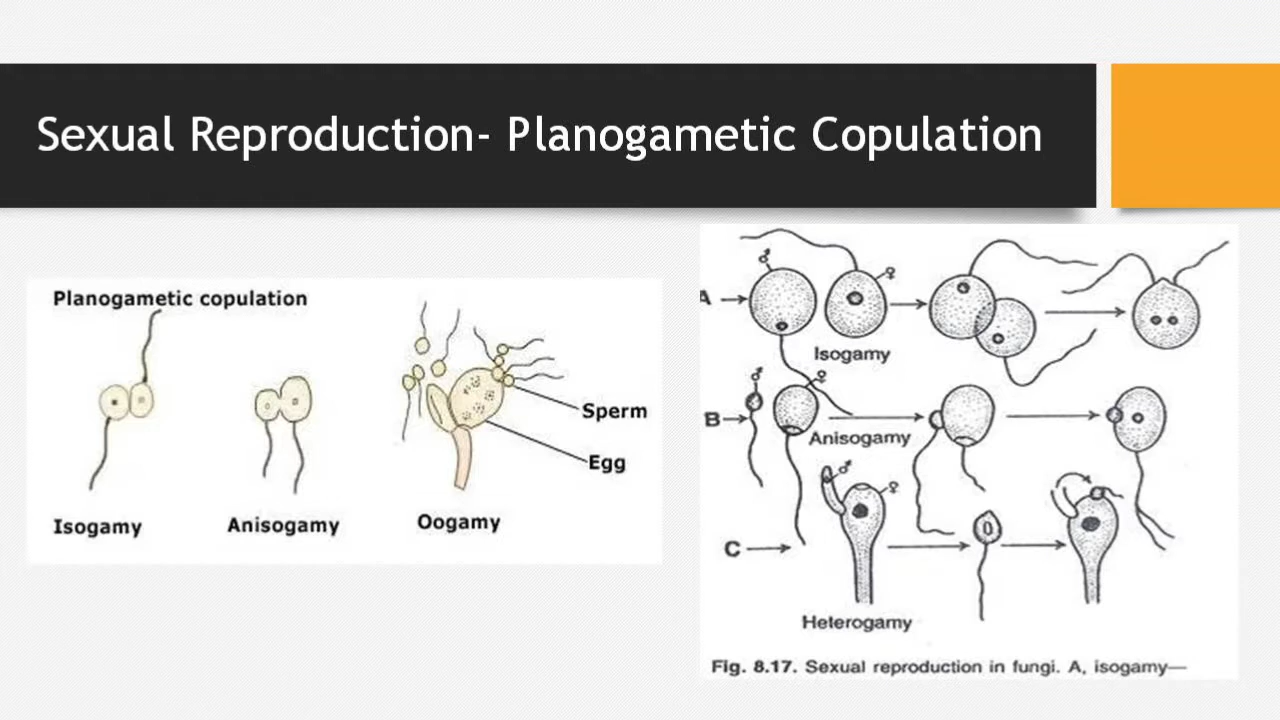 Sexual Reproduction- Planogametic Copulation
Planogametic copulation
Sperm
Egg
Isogamy
Anisogamy
Oogamy
A
♂
♀
Isogamy
B
♂
♀
Anisogamy
C
♂
♀
Heterogamy
Fig. 8.17. Sexual reproduction in fungi. A, isogamy—